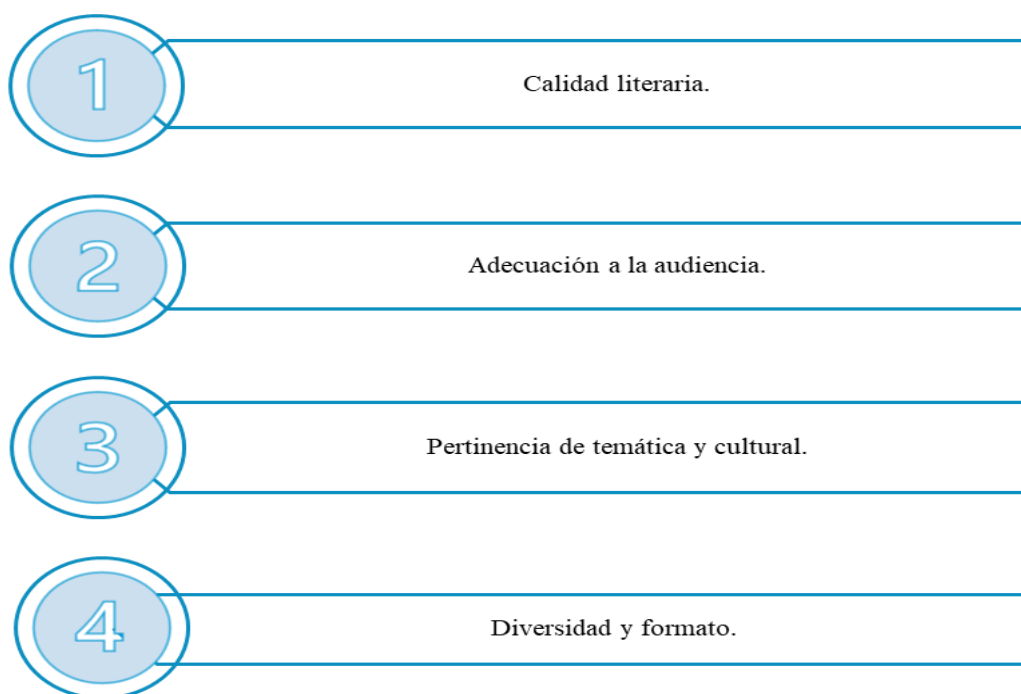 1
Calidad literaria.
2
Adecuación a la audiencia.
3
Pertinencia de temática y cultural.
4
Diversidad y formato.